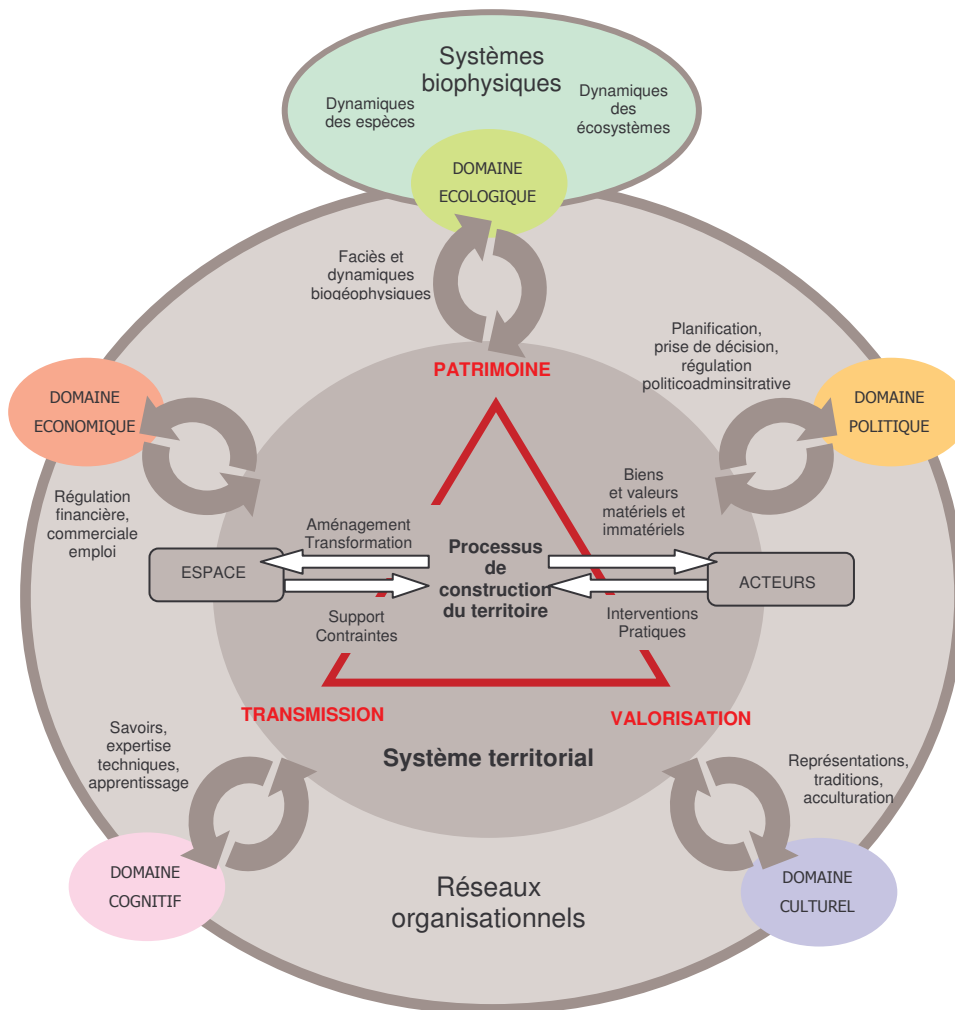 Systèmes
biophysiques
Dynamiques
des espèces
Dynamiques
des
écosystèmes
DOMAINE
ECOLOGIQUE
Faciès et
dynamiques
biogéophysiques
Planification,
prise de décision,
régulation
politicoadminsitrative
PATRIMOINE
DOMAINE
ECONOMIQUE
DOMAINE
POLITIQUE
Régulation
financière,
commerciale
emploi
Biens
et valeurs
matériels et
immatériels
Aménagement
Transformation
Processus
de
construction
du territoire
ESPACE
ACTEURS
Support
Contraintes
Interventions
Pratiques
TRANSMISSION
VALORISATION
Système territorial
Savoirs,
expertise
techniques,
apprentissage
Représentations,
traditions,
acculturation
DOMAINE
COGNITIF
Réseaux
organisationnels
DOMAINE
CULTUREL